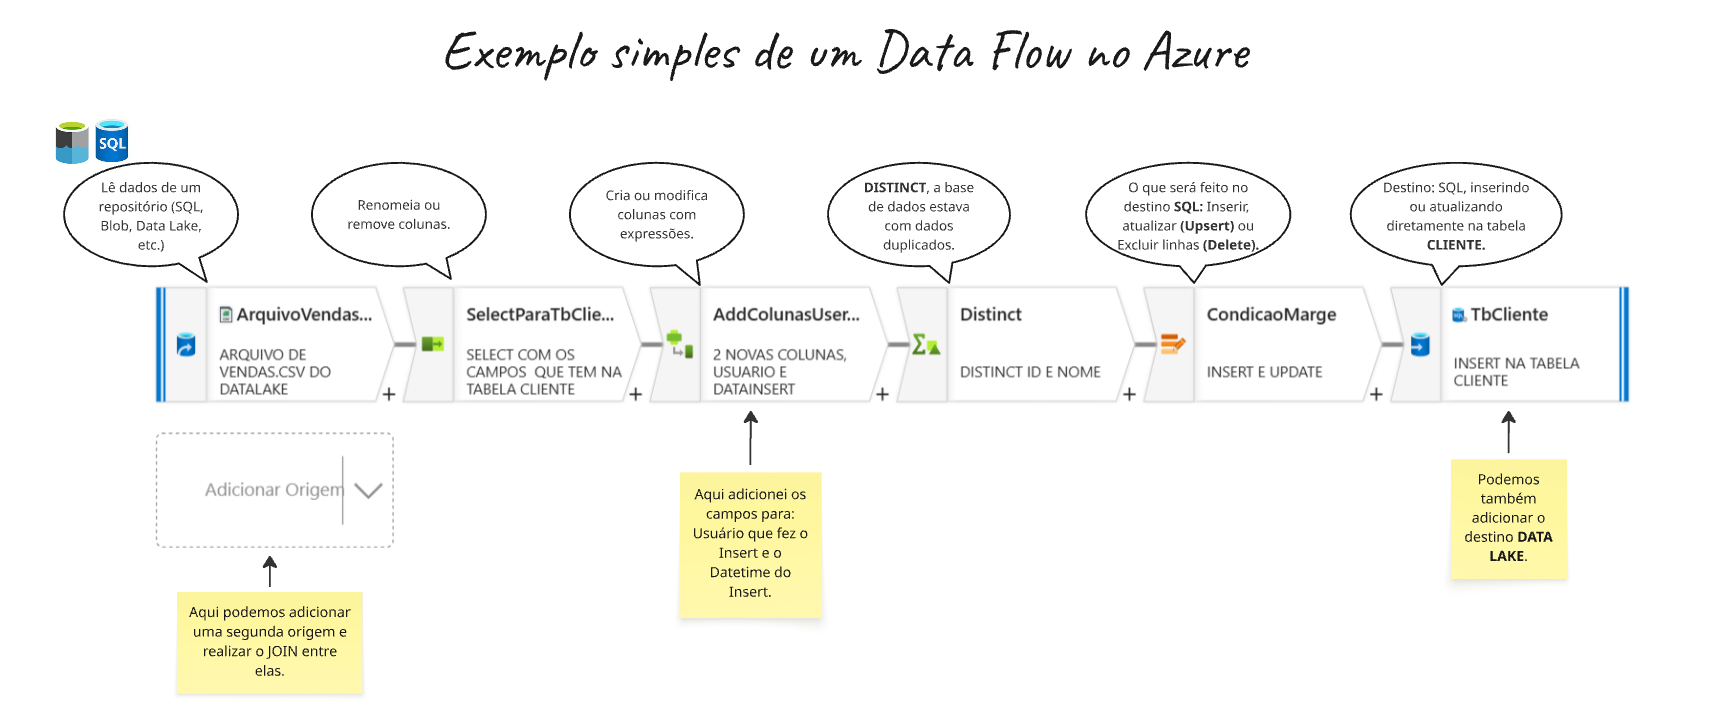 Exemplo simples de um Data Flow no Azure
SQL
Lê dados de um
repositório (SQL,
Blob, Data Lake,
etc.)
Renomeia ou
remove colunas.
Cria ou modifica
colunas com
expressões.
DISTINCT, a base
de dados estava
com dados
duplicados.
O que será feito no
destino SQL: Inserir,
atualizar (Upsert) ou
Excluir linhas (Delete).
Destino: SQL, inserindo
ou atualizando
diretamente na tabela
CLIENTE.
ArquivoVendas...
ARQUIVO DE
VENDAS.CSV DO
DATALAKE
+
SelectParaTbClie...
SELECT COM OS
CAMPOS QUE TEM NA
TABELA CLIENTE
+
AddColunasUser...
2 NOVAS COLUNAS,
USUARIO E
DATAINSERT
+
Distinct
DISTINCT ID E NOME
+
CondicaoMarge
INSERT E UPDATE
+
TbCliente
INSERT NA TABELA
CLIENTE
Adicionar Origem
Aqui podemos adicionar
uma segunda origem e
realizar o JOIN entre
elas.
Aqui adicionei os
campos para:
Usuário que fez o
Insert e o
Datetime do
Insert.
Podemos
também
adicionar o
destino DATA
LAKE.